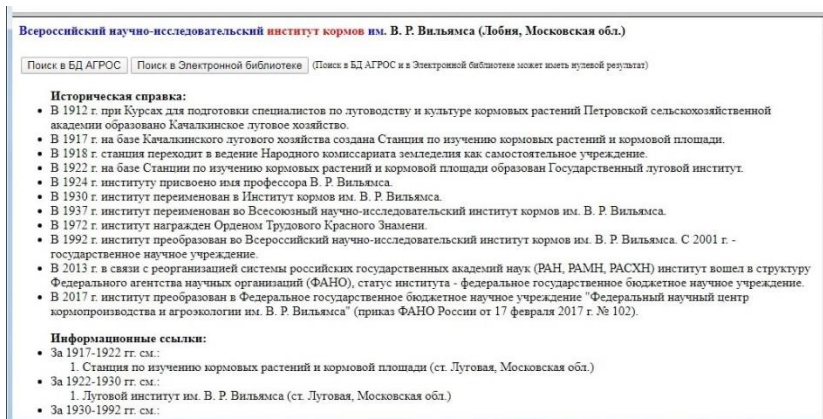 Всероссийский научно-исследовательский институт кормов им. В. Р. Вильямса (Лобня, Московская обл.)
Поиск в БД АГРОС Поиск в Электронной библиотеке (Поиск в БД АГРОС и в Электронной библиотеке может иметь нулевой результат)
Историческая справка:
• В 1912 г. при Курсах для подготовки специалистов по луговодству и культуре кормовых растений Петровской сельскохозяйственной
академии образовано Качалкинское луговое хозяйство.
• В 1917 г. на базе Качалкинского лугового хозяйства создана Станция по изучению кормовых растений и кормовой площади.
• В 1918 г. станция переходит в ведение Народного комиссариата земледелия как самостоятельное учреждение.
• В 1922 г. на базе Станции по изучению кормовых растений и кормовой площади образован Государственный луговой институт.
• В 1924 г. институту присвоено имя профессора В. Р. Вильямса.
• В 1930 г. институт переименован в Институт кормов им. В. Р. Вильямса.
• В 1937 г. институт переименован во Всесоюзный научно-исследовательский институт кормов им. В. Р. Вильямса.
• В 1972 г. институт награжден Орденом Трудового Красного Знамени.
• В 1992 г. институт преобразован во Всероссийский научно-исследовательский институт кормов им. В. Р. Вильямса. С 2001 г. -
государственное научное учреждение.
• В 2013 г. в связи с реорганизацией системы российских государственных академий наук (РАН, РАМН, РАСХН) институт вошел в структуру
Федерального агентства научных организаций (ФАНО), статус института - федеральное государственное бюджетное научное учреждение.
• В 2017 г. институт преобразован в Федеральное государственное бюджетное научное учреждение "Федеральный научный центр
кормопроизводства и агроэкологии им. В. Р. Вильямса" (приказ ФАНО России от 17 февраля 2017 г. № 102).
Информационные ссылки:
• За 1917-1922 гг. см.:
1. Станция по изучению кормовых растений и кормовой площади (ст. Луговая, Московская обл.)
• За 1922-1930 гг. см.:
1. Луговой институт им. В. Р. Вильямса (ст. Луговая, Московская обл.)
• За 1930-1992 гг. см.: